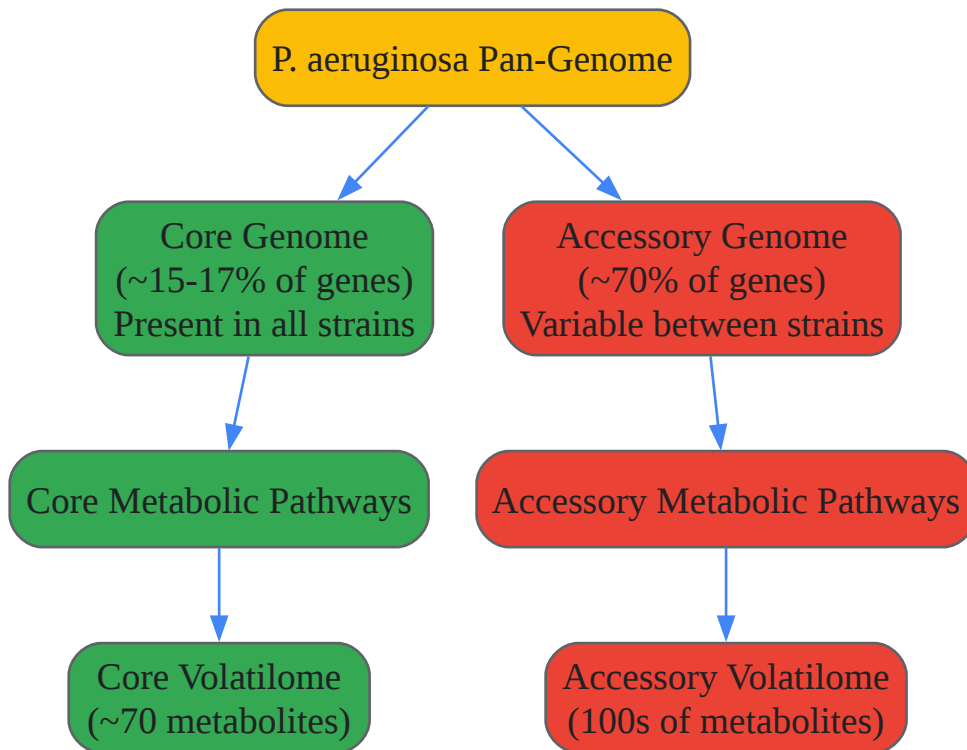 P. aeruginosa Pan-Genome
Core Genome
(~15-17% of genes)
Present in all strains
Accessory Genome
(~70% of genes)
Variable between strains
Core Metabolic Pathways
Accessory Metabolic Pathways
Core Volatilome
(~70 metabolites)
Accessory Volatilome
(100s of metabolites)